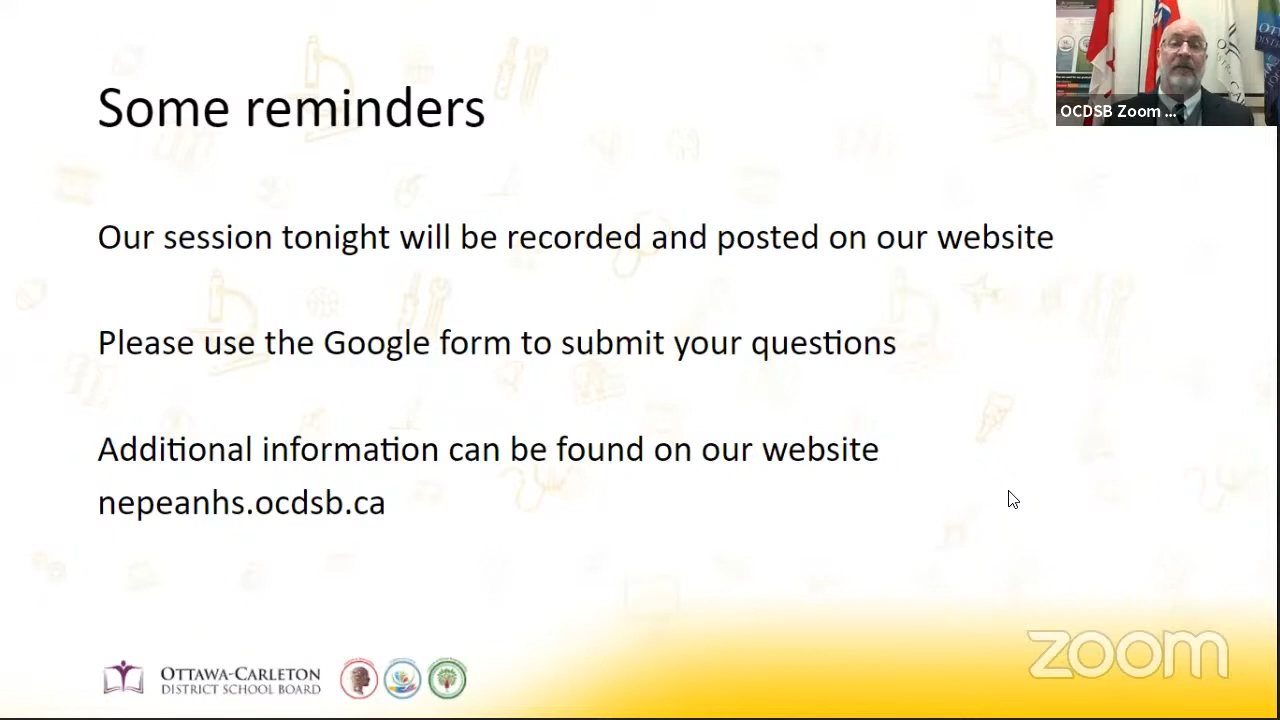 Some reminders
OCDSB Zoom ...
Our session tonight will be recorded and posted on our website
Please use the Google form to submit your questions
Additional information can be found on our website
nepeanhs.ocdsb.ca
zoom
OTTAWA-CARLETON
DISTRICT SCHOOL BOARD